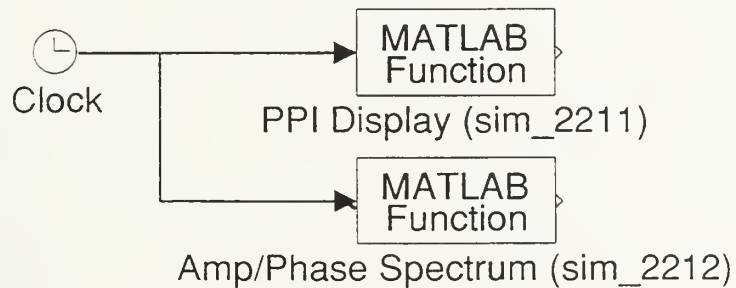 MATLAB
Function
Clock
PPI Display (sim_2211)
MATLAB
Function
Amp/Phase Spectrum (sim_2212)